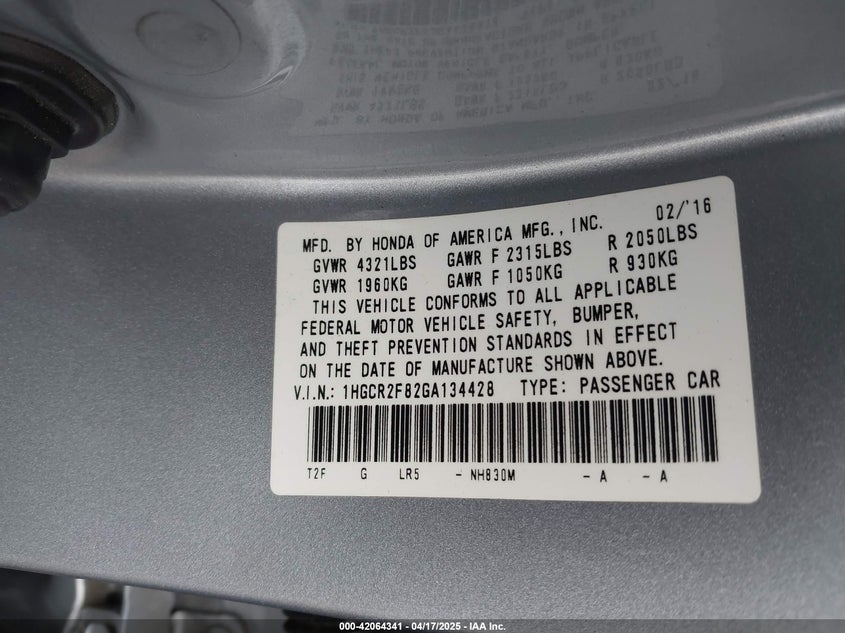 MFD. BY HONDA OF AMERICA MFG., INC. 02/'16
GVWR 4321LBS GAWR F 2315LBS R 2050LBS
GVWR 1960KG GAWR F 1050KG R 930KG
THIS VEHICLE CONFORMS TO ALL APPLICABLE
FEDERAL MOTOR VEHICLE SAFETY, BUMPER,
AND THEFT PREVENTION STANDARDS IN EFFECT
ON THE DATE OF MANUFACTURE SHOWN ABOVE.
V.I.N.: 1HGCR2F82GA134428 TYPE: PASSENGER CAR
T2F G LR5 - NH830M - A - A
000-42064341 - 04/17/2025 - IAA Inc.